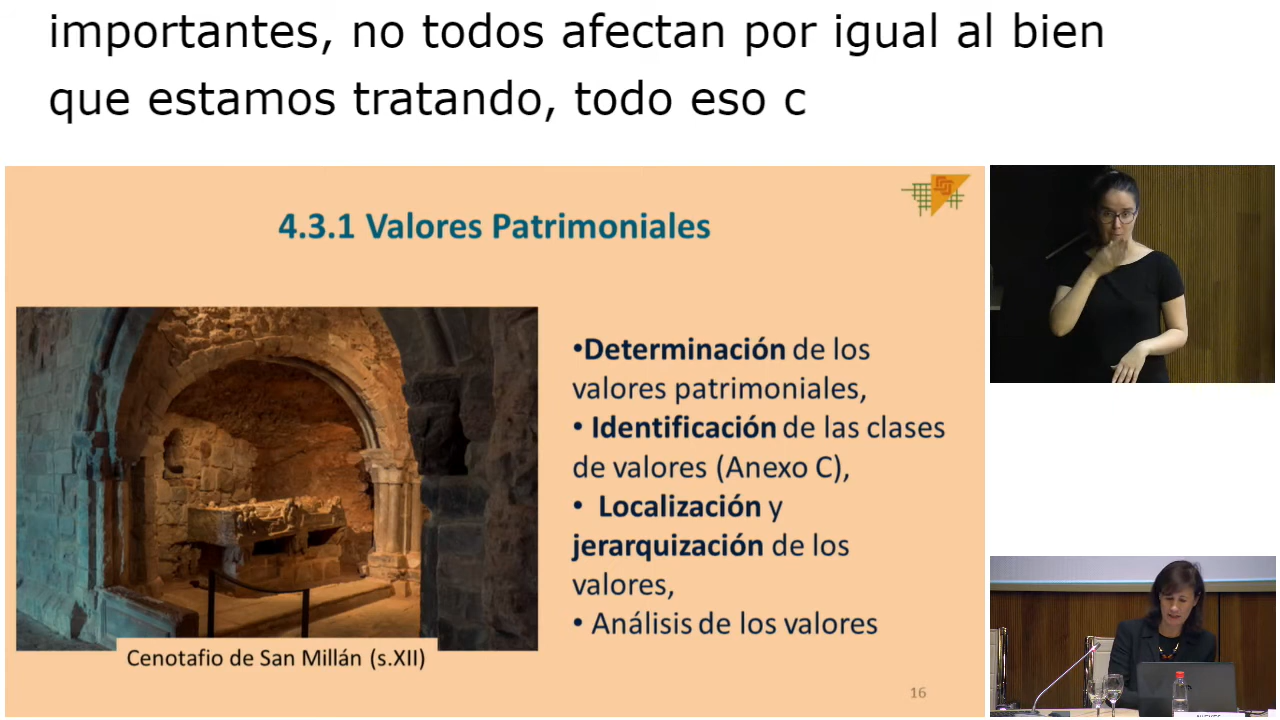 importantes, no todos afectan por igual al bien
que estamos tratando, todo eso c
4.3.1 Valores Patrimoniales
•Determinación de los
valores patrimoniales,
• Identificación de las clases
de valores (Anexo C),
• Localización y
jerarquización de los
valores,
• Análisis de los valores
Cenotafio de San Millán (s.XII)
16